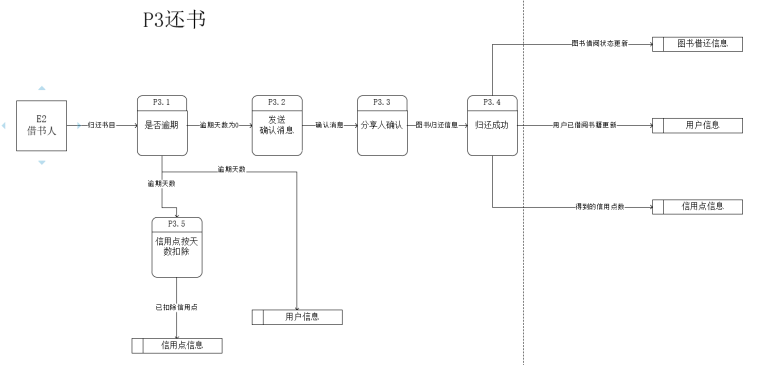 P3还书
图书借阅状态更新
图书借还信息
E2
借书人
归还书目
P3.1
是否逾期
逾期天数为0
P3.2
发送
确认消息
确认消息
P3.3
分享人确认
图书归还信息
P3.4
归还成功
用户已借阅书籍更新
用户信息
逾期天数
逾期天数
得到的信用点数
信用点信息
P3.5
信用点按天
数扣除
已扣除信用点
用户信息
信用点信息